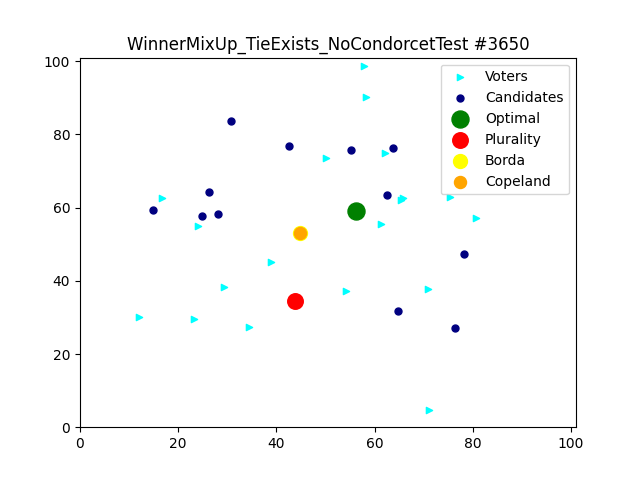 WinnerMixUp_TieExists_NoCondorcetTest #3650
Voters
Candidates
Optimal
Plurality
Borda
Copeland
100
80
60
40
20
0
0 20 40 60 80 100